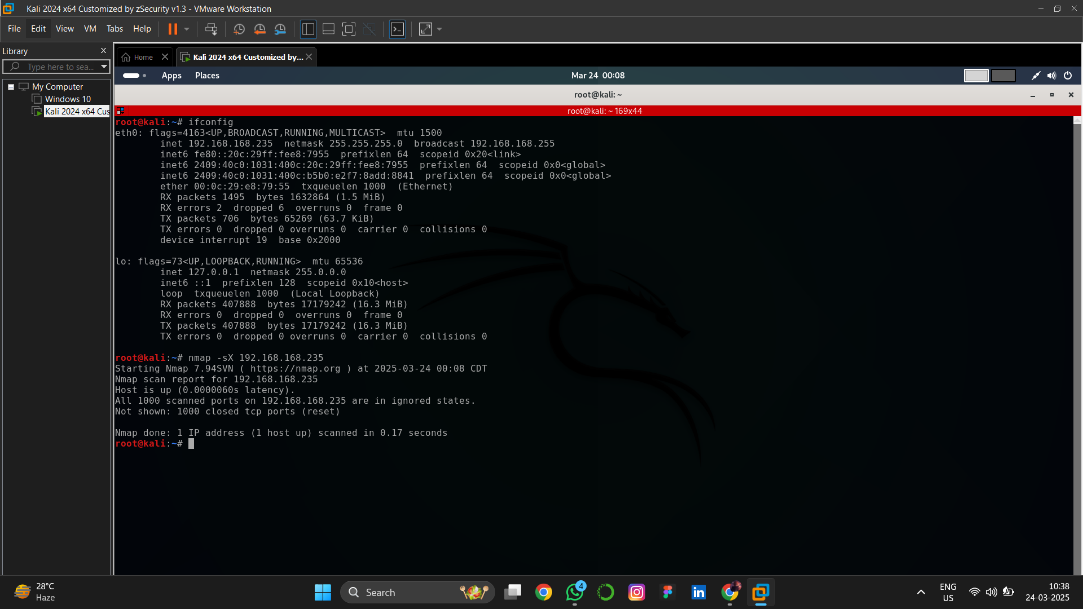 Kali 2024 x64 Customized by zSecurity v1.3 - VMware Workstation
File Edit View VM Tabs Help
Library
Type here to sea...
My Computer
Windows 10
Kali 2024 x64 Cus
Home
Kali 2024 x64 Customized by...
Apps Places Mar 24 00:08
root@kali: ~
root@kali: ~ 169x44
root@kali:~# ifconfig
eth0: flags=4163<UP,BROADCAST,RUNNING,MULTICAST> mtu 1500
inet 192.168.168.235 netmask 255.255.255.0 broadcast 192.168.168.255
inet6 fe80::20c:29ff:fee8:7955 prefixlen 64 scopeid 0x20<link>
inet6 2409:40c0:1031:400c:20c:29ff:fee8:7955 prefixlen 64 scopeid 0x0<global>
inet6 2409:40c0:1031:400c:b5b0:e2f7:8add:8841 prefixlen 64 scopeid 0x0<global>
ether 00:0c:29:e8:79:55 txqueuelen 1000 (Ethernet)
RX packets 1495 bytes 1632864 (1.5 MiB)
RX errors 2 dropped 6 overruns 0 frame 0
TX packets 706 bytes 65269 (63.7 KiB)
TX errors 0 dropped 0 overruns 0 carrier 0 collisions 0
device interrupt 19 base 0x2000
lo: flags=73<UP,LOOPBACK,RUNNING> mtu 65536
inet 127.0.0.1 netmask 255.0.0.0
inet6 ::1 prefixlen 128 scopeid 0x10<host>
loop txqueuelen 1000 (Local Loopback)
RX packets 407888 bytes 17179242 (16.3 MiB)
RX errors 0 dropped 0 overruns 0 frame 0
TX packets 407888 bytes 17179242 (16.3 MiB)
TX errors 0 dropped 0 overruns 0 carrier 0 collisions 0
root@kali:~# nmap -sX 192.168.168.235
Starting Nmap 7.94SVN ( https://nmap.org ) at 2025-03-24 00:08 CDT
Nmap scan report for 192.168.168.235
Host is up (0.0000060s latency).
All 1000 scanned ports on 192.168.168.235 are in ignored states.
Not shown: 1000 closed tcp ports (reset)
Nmap done: 1 IP address (1 host up) scanned in 0.17 seconds
root@kali:~#
28°C
Haze
Search
4
ENG
US
10:38
24-03-2025